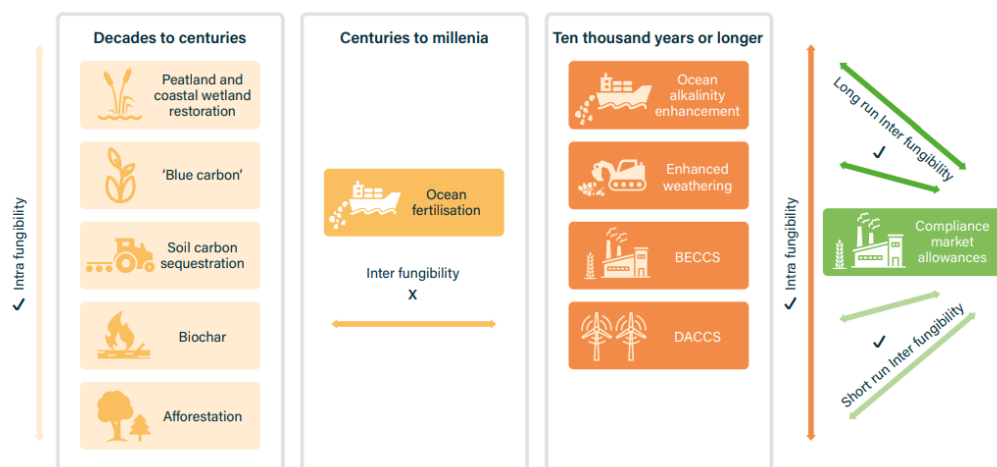 Decades to centuries
Peatland and
coastal wetland
restoration
'Blue carbon'
Soil carbon
sequestration
Biochar
Afforestation
✓ Intra fungibility
Centuries to millenia
Ocean
fertilisation
Inter fungibility
X
Ten thousand years or longer
Ocean
alkalinity
enhancement
Enhanced
weathering
BECCS
DACCS
✓ Intra fungibility
Long run Inter fungibility
✓
Compliance
market
allowances
✓
Short run Inter fungibility